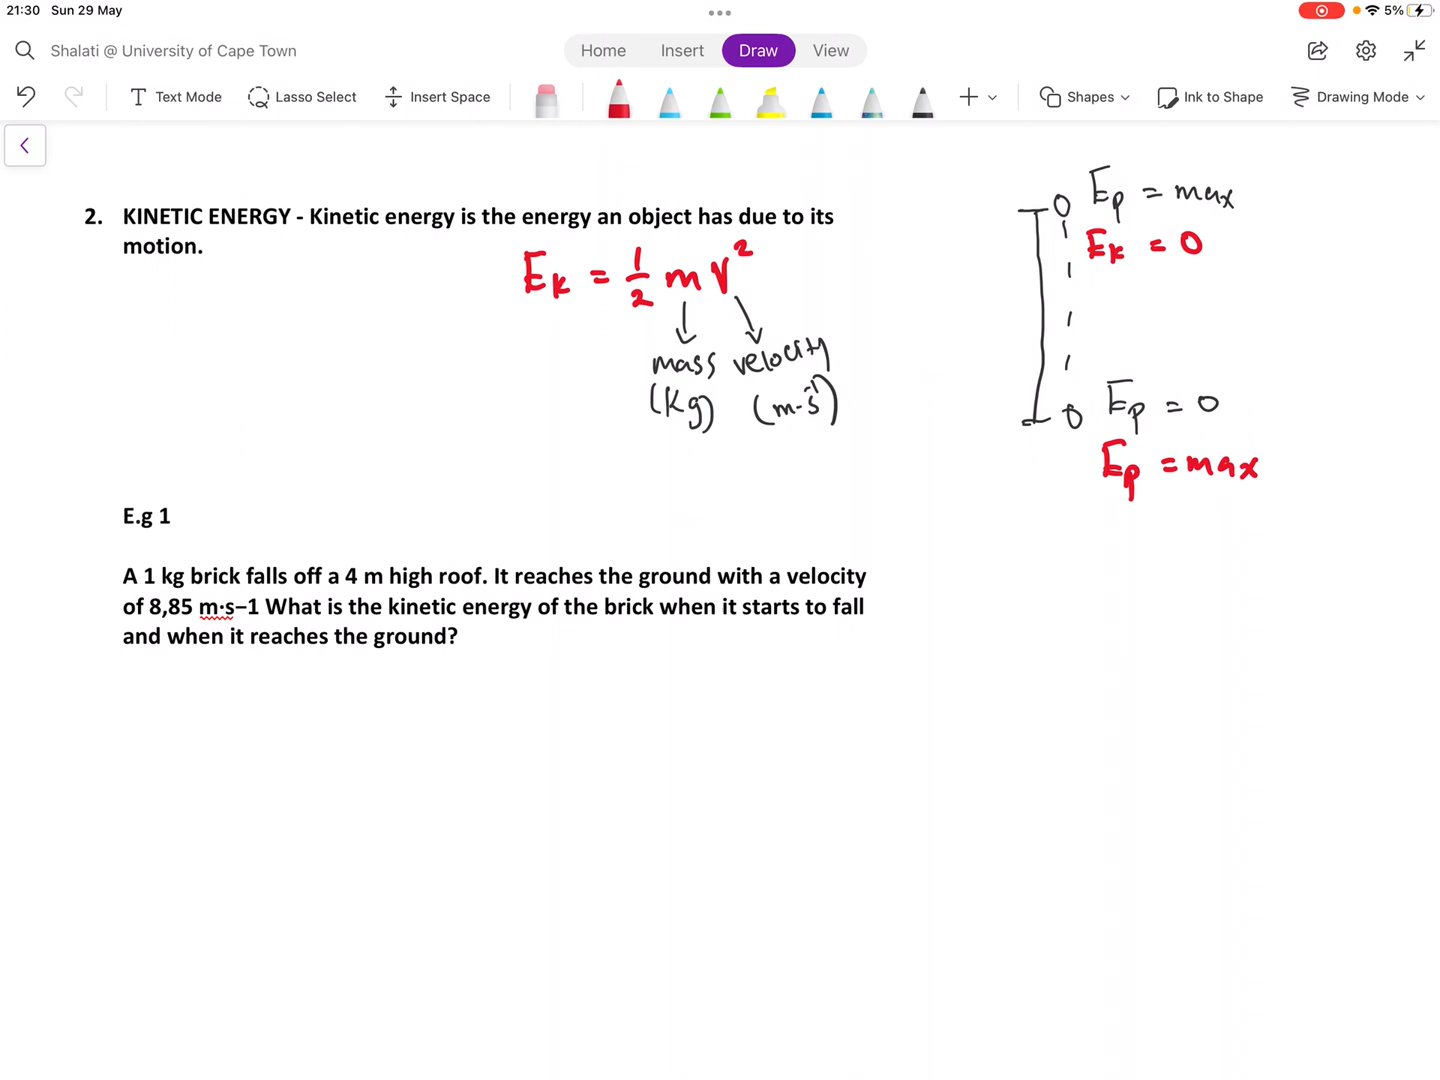 21:30 Sun 29 May
5%
Shalati @ University of Cape Town
Home Insert Draw View
Text Mode Lasso Select Insert Space Shapes Ink to Shape Drawing Mode
2. KINETIC ENERGY - Kinetic energy is the energy an object has due to its
motion.
Ek = 1/2 m v²
mass velocity
(kg) (m·s⁻¹)
Ep = max
Ek = 0
Ep = 0
Ep = max
E.g 1
A 1 kg brick falls off a 4 m high roof. It reaches the ground with a velocity
of 8,85 m·s−1 What is the kinetic energy of the brick when it starts to fall
and when it reaches the ground?